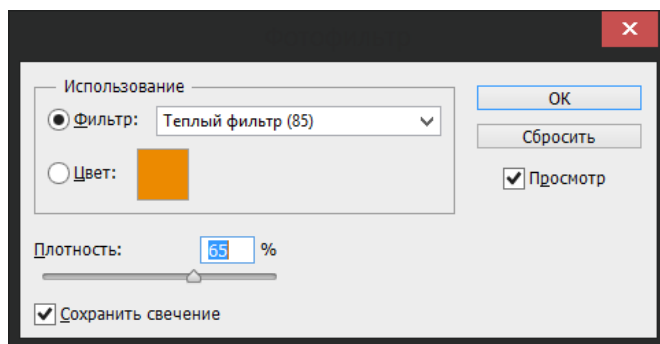 Использование
Фильтр: Теплый фильтр (85)
Цвет:
Плотность: 65 %
Сохранить свечение
OK
Сбросить
Просмотр